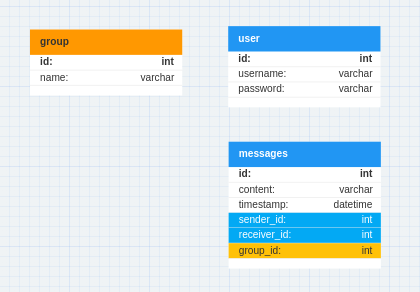 group
id: int
name: varchar
user
id: int
username: varchar
password: varchar
messages
id: int
content: varchar
timestamp: datetime
sender_id: int
receiver_id: int
group_id: int